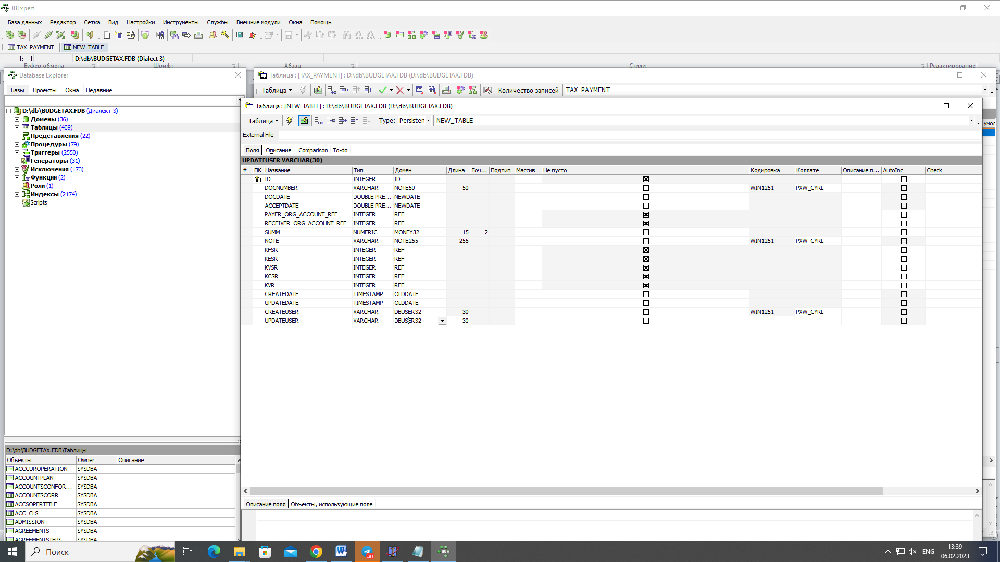 IBExpert
База данных Редактор Сетка Вид Настройки Инструменты Службы Внешние модули Окна Помощь
TAX_PAYMENT NEW_TABLE
1: 1 D:\db\BUDGETAX.FDB (Dialect 3)
Буфер обмена Шрифт Абзац Стили Редактирование
Database Explorer
Базы Проекты Окна Недавние
D:\db\BUDGETAX.FDB (Диалект 3)
Домены (36)
Таблицы (409)
Представления (22)
Процедуры (79)
Триггеры (2550)
Генераторы (31)
Исключения (173)
Функции (2)
Роли (1)
Индексы (2174)
Scripts
D:\db\BUDGETAX.FDB\Таблицы
Объекты Owner Описание
ACCCUROPERATION SYSDBA
ACCOUNTPLAN SYSDBA
ACCOUNTSCONFOR... SYSDBA
ACCOUNTSCORR SYSDBA
ACCSOPERTITLE SYSDBA
ACC_CLS SYSDBA
ADMISSION SYSDBA
AGREEMENTS SYSDBA
AGREEMENTSTEPS SYSDBA
Таблица : [TAX_PAYMENT] : D:\db\BUDGETAX.FDB (D:\db\BUDGETAX.FDB)
Таблица Количество записей TAX_PAYMENT
умол
Таблица : [NEW_TABLE] : D:\db\BUDGETAX.FDB (D:\db\BUDGETAX.FDB)
Таблица Type: Persisten NEW_TABLE
External File
Поля Описание Comparison To-do
UPDATEUSER VARCHAR(30)
# ПК Название Тип Домен Длина Точ... Подтип Массив Не пусто Кодировка Коллате Описание п... AutoInc Check
1 ID INTEGER ID
DOCNUMBER VARCHAR NOTE50 50 WIN1251 PXW_CYRL
DOCDATE DOUBLE PRE... NEWDATE
ACCEPTDATE DOUBLE PRE... NEWDATE
PAYER_ORG_ACCOUNT_REF INTEGER REF
RECEIVER_ORG_ACCOUNT_REF INTEGER REF
SUMM NUMERIC MONEY32 15 2
NOTE VARCHAR NOTE255 255 WIN1251 PXW_CYRL
KFSR INTEGER REF
KESR INTEGER REF
KVSR INTEGER REF
KCSR INTEGER REF
KVR INTEGER REF
CREATEDATE TIMESTAMP OLDDATE
UPDATEDATE TIMESTAMP OLDDATE
CREATEUSER VARCHAR DBUSER32 30 WIN1251 PXW_CYRL
UPDATEUSER VARCHAR DBUSER32 30
Описание поля Объекты, использующие поле
Поиск
81
ENG
13:39
06.02.2023